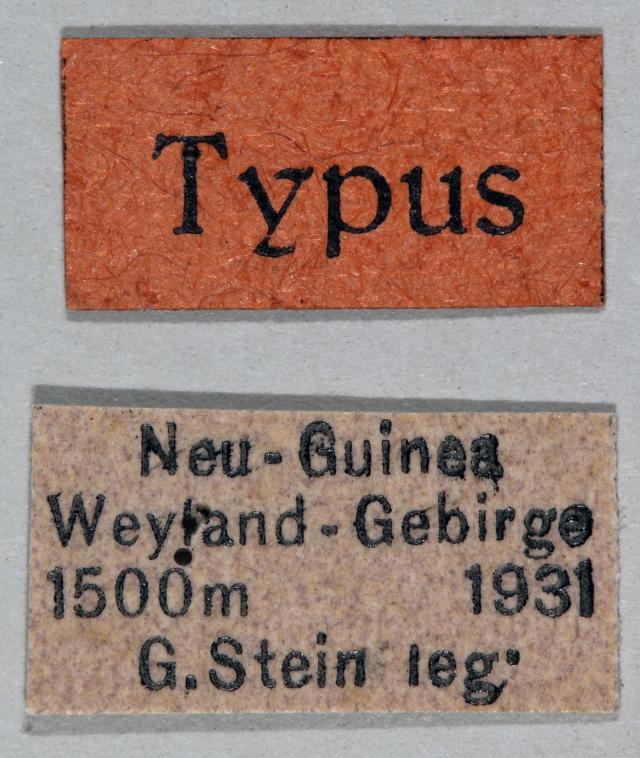 Typus
Neu-Guinea
Weyland-Gebirge
1500m 1931
G. Stein leg.